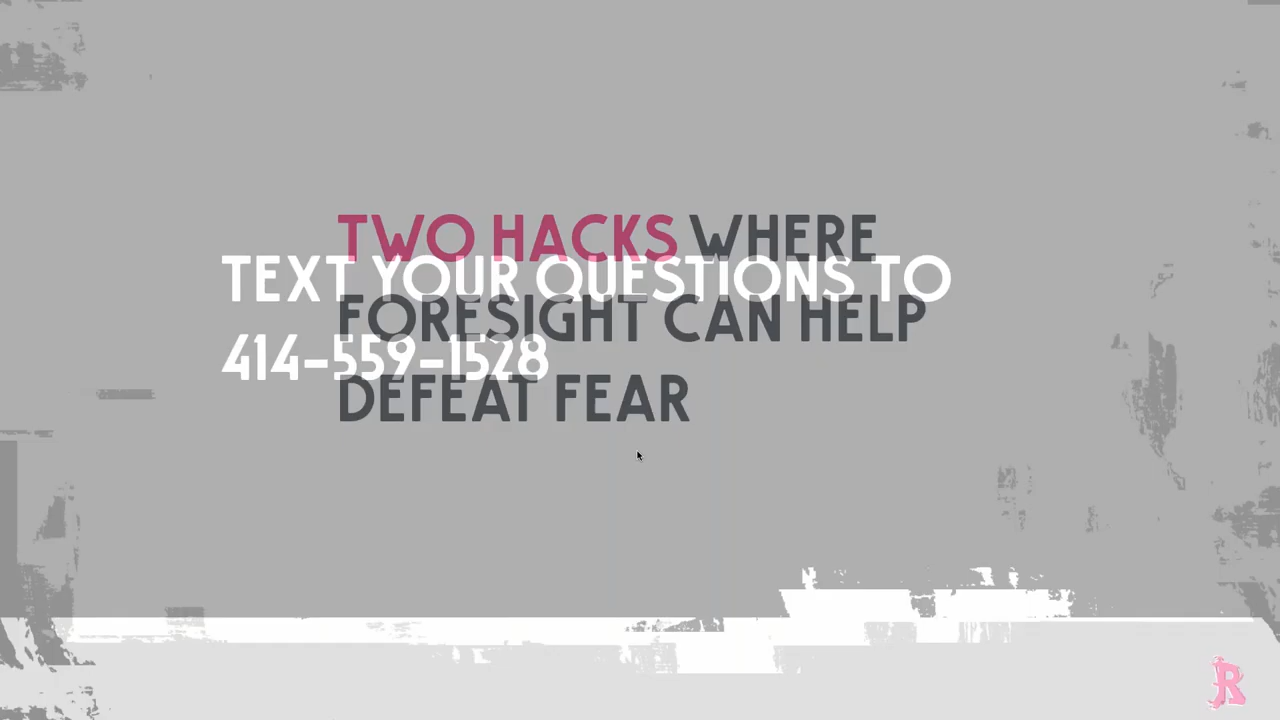 TWO HACKS WHERE
FORESIGHT CAN HELP
DEFEAT FEAR
TEXT YOUR QUESTIONS TO
414-559-1528
R